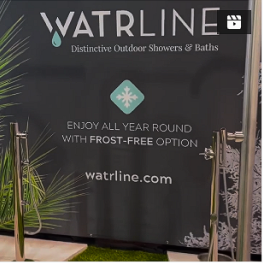 WATRLINE
Distinctive Outdoor Showers & Baths
ENJOY ALL YEAR ROUND
WITH FROST-FREE OPTION
watrline.com